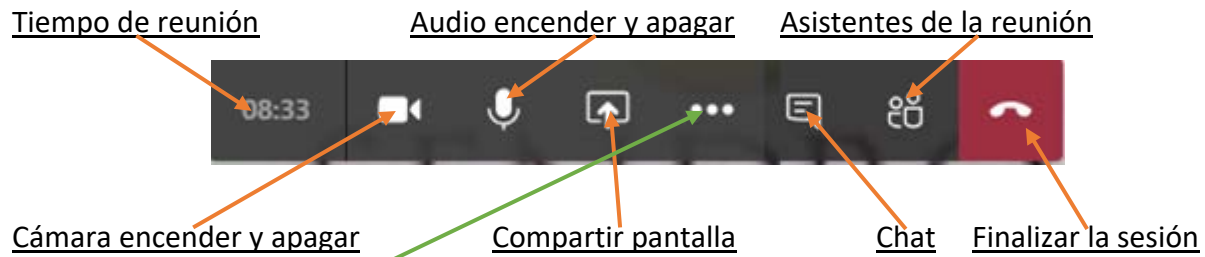 Tiempo de reunión
Audio encender y apagar
Asistentes de la reunión
08:33
Cámara encender y apagar
Compartir pantalla
Chat
Finalizar la sesión